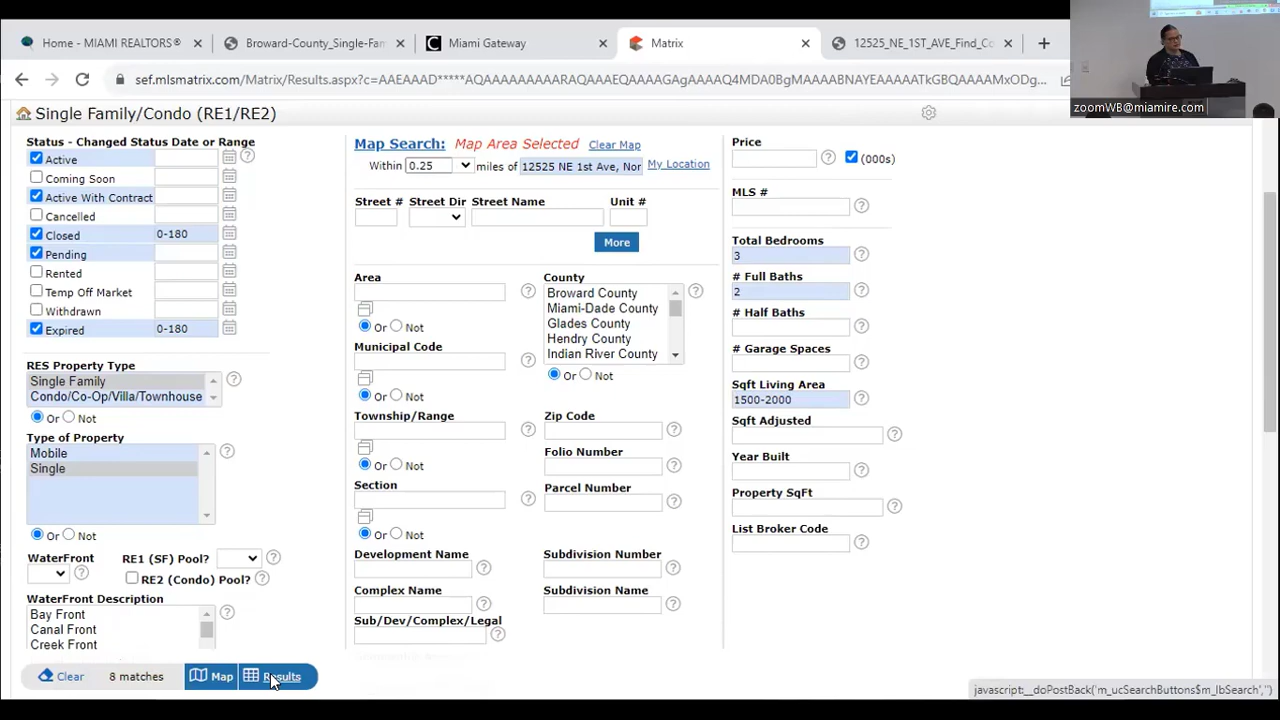 Home - MIAMI REALTORS®
Broward-County_Single-Fam
Miami Gateway
Matrix
12525_NE_1ST_AVE_Find_Co
sef.mlsmatrix.com/Matrix/Results.aspx?c=AAEAAAD*****AQAAAAAAAAARAQAAAEQAAAAGAgAAAAQ4MDA0BgMAAAABNAYEAAAAATkGBQAAAAMxODg...
zoomWB@miamire.com
Single Family/Condo (RE1/RE2)
Status - Changed Status Date or Range
Active
Coming Soon
Active With Contract
Cancelled
Closed 0-180
Pending
Rented
Temp Off Market
Withdrawn
Expired 0-180
RES Property Type
Single Family
Condo/Co-Op/Villa/Townhouse
Or Not
Type of Property
Mobile
Single
Or Not
WaterFront RE1 (SF) Pool?
RE2 (Condo) Pool?
WaterFront Description
Bay Front
Canal Front
Creek Front
Map Search: Map Area Selected Clear Map
Within 0.25 miles of 12525 NE 1st Ave, Nor My Location
Street # Street Dir Street Name Unit #
More
Area
Or Not
Municipal Code
Or Not
Township/Range
Or Not
Section
Or Not
Development Name
Complex Name
Sub/Dev/Complex/Legal
County
Broward County
Miami-Dade County
Glades County
Hendry County
Indian River County
Or Not
Zip Code
Folio Number
Parcel Number
Subdivision Number
Subdivision Name
Price
(000s)
MLS #
Total Bedrooms
3
# Full Baths
2
# Half Baths
# Garage Spaces
Sqft Living Area
1500-2000
Sqft Adjusted
Year Built
Property SqFt
List Broker Code
Clear 8 matches Map Results
javascript:__doPostBack('m_ucSearchButtons$m_lbSearch','')